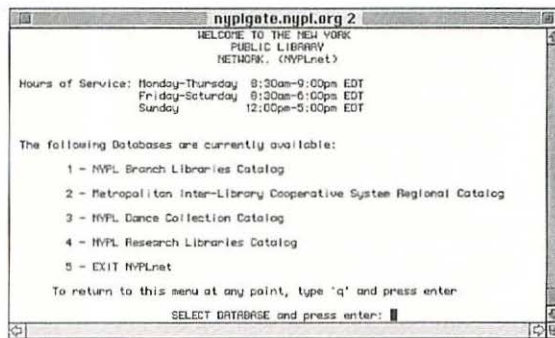 nyplgate.nypl.org 2
WELCOME TO THE NEW YORK
PUBLIC LIBRARY
NETWORK. (NYPLnet)
Hours of Service: Monday-Thursday 8:30am-9:00pm EDT
Friday-Saturday 8:30am-6:00pm EDT
Sunday 12:00pm-5:00pm EDT
The following Databases are currently available:
1 - NYPL Branch Libraries Catalog
2 - Metropolitan Inter-Library Cooperative System Regional Catalog
3 - NYPL Dance Collection Catalog
4 - NYPL Research Libraries Catalog
5 - EXIT NYPLnet
To return to this menu at any point, type 'q' and press enter
SELECT DATABASE and press enter: